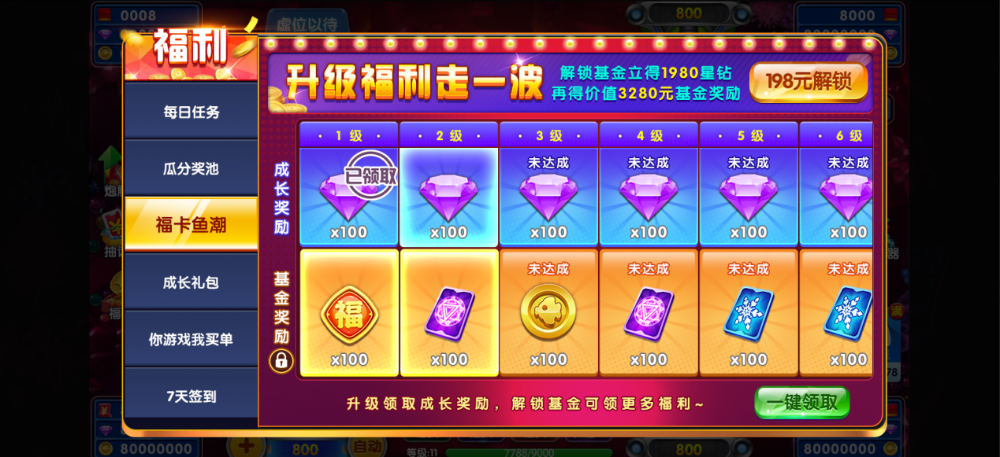 0008
虚位以待
800
8000
福利
升级福利走一波
解锁基金立得1980星钻
再得价值3280元基金奖励
198元解锁
每日任务
瓜分奖池
福卡鱼潮
成长礼包
你游戏我买单
7天签到
1 级
2 级
3 级
4 级
5 级
6 级
成长奖励
已领取
未达成
未达成
未达成
未达成
x100
x100
x100
x100
x100
x100
基金奖励
福
未达成
未达成
未达成
未达成
x100
x100
x100
x100
x100
x100
升级领取成长奖励，解锁基金可领更多福利~
一键领取
80000000
800
自动
等级:11
7788/9000
800
80000000